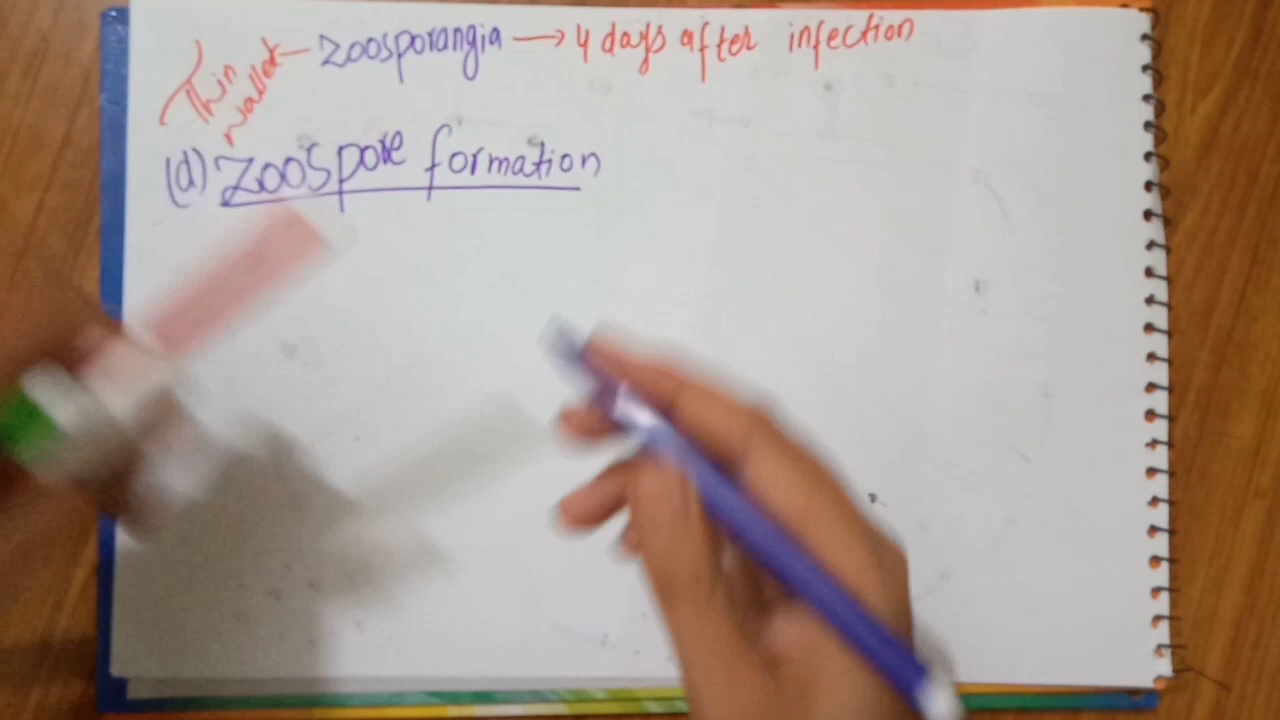 Thin walled — zoosporangia → 4 days after infection
(d) Zoospore formation